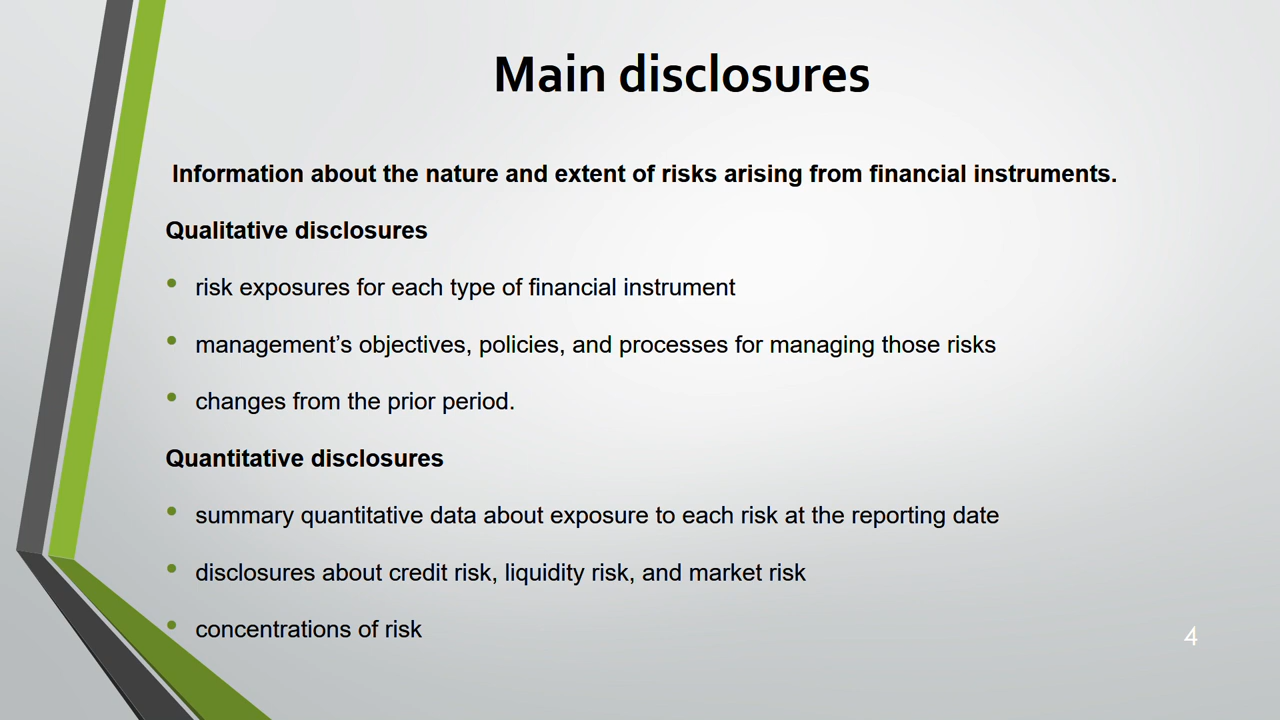 Main disclosures
Information about the nature and extent of risks arising from financial instruments.
Qualitative disclosures
• risk exposures for each type of financial instrument
• management’s objectives, policies, and processes for managing those risks
• changes from the prior period.
Quantitative disclosures
• summary quantitative data about exposure to each risk at the reporting date
• disclosures about credit risk, liquidity risk, and market risk
• concentrations of risk
4